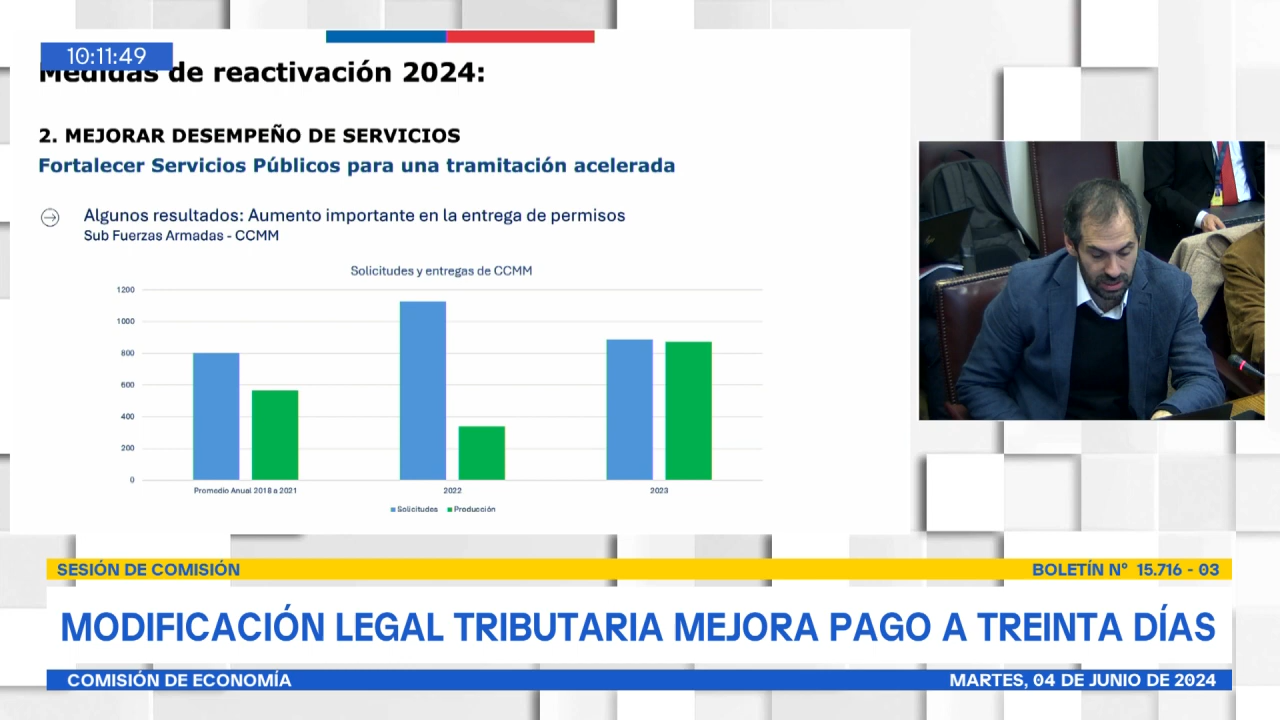 10:11:49
Medidas de reactivación 2024:
2. MEJORAR DESEMPEÑO DE SERVICIOS
Fortalecer Servicios Públicos para una tramitación acelerada
Algunos resultados: Aumento importante en la entrega de permisos
Sub Fuerzas Armadas - CCMM
Solicitudes y entregas de CCMM
1200
1000
800
600
400
200
0
Promedio Anual 2018 a 2021
2022
2023
Solicitudes Producción
SESIÓN DE COMISIÓN
BOLETÍN N° 15.716 - 03
MODIFICACIÓN LEGAL TRIBUTARIA MEJORA PAGO A TREINTA DÍAS
COMISIÓN DE ECONOMÍA
MARTES, 04 DE JUNIO DE 2024